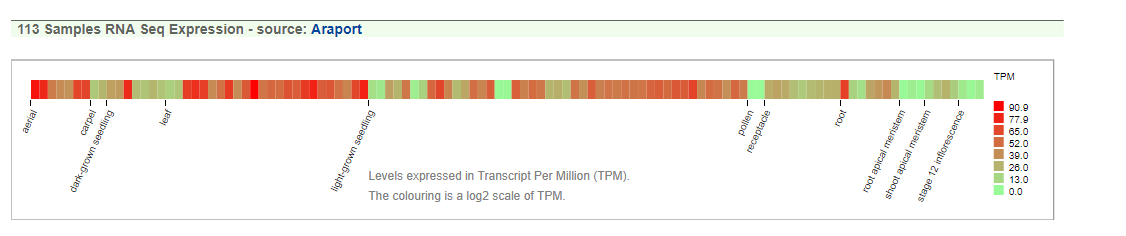 113 Samples RNA Seq Expression - source: Araport
TPM
90.9
77.9
65.0
52.0
39.0
26.0
13.0
0.0
aerial
carpel
dark-grown seedling
leaf
light-grown seedling
pollen
receptacle
root
root apical meristem
shoot apical meristem
stage 12 inflorescence
Levels expressed in Transcript Per Million (TPM).
The colouring is a log2 scale of TPM.